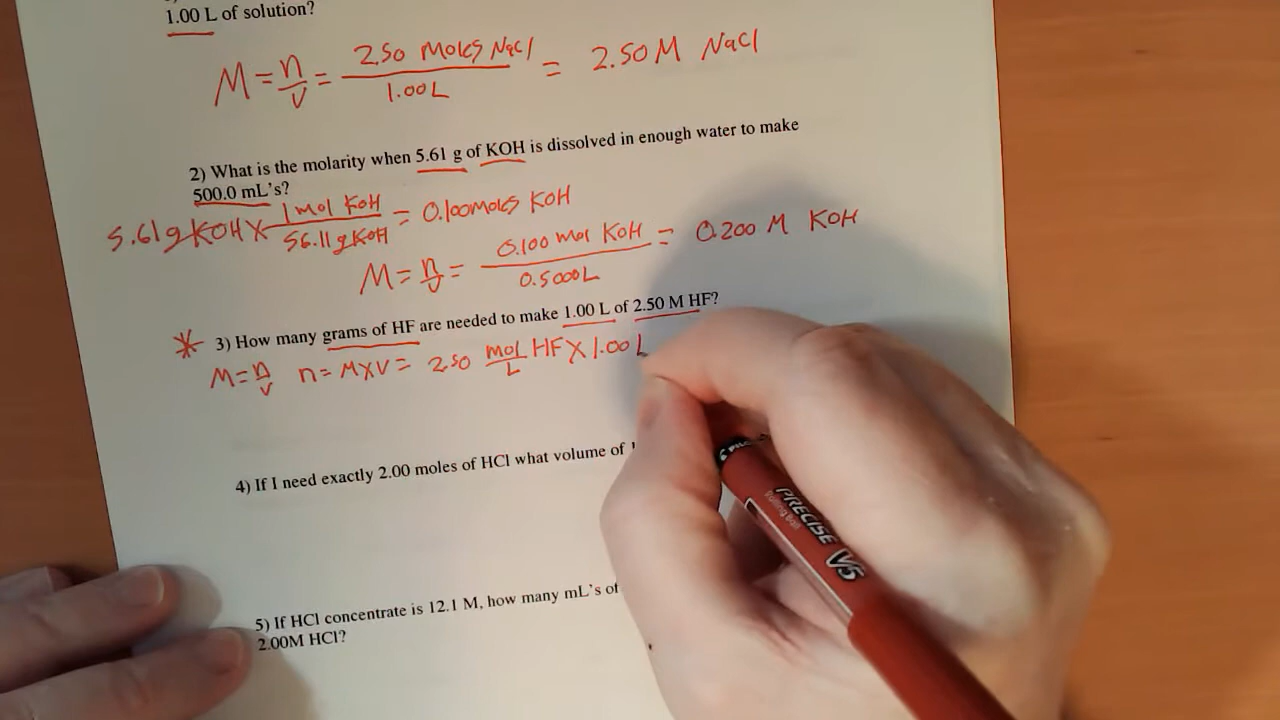 1.00 L of solution?
M = n/v = 2.50 moles NaCl / 1.00 L = 2.50 M NaCl
2) What is the molarity when 5.61 g of KOH is dissolved in enough water to make
500.0 mL's?
5.61 g KOH X 1 mol KOH / 56.11 g KOH = 0.100 moles KOH
M = n/v = 0.100 mol KOH / 0.5000 L = 0.200 M KOH
* 3) How many grams of HF are needed to make 1.00 L of 2.50 M HF?
M = n/v n = M X V = 2.50 mol/L HF X 1.00 L
4) If I need exactly 2.00 moles of HCl what volume of
5) If HCl concentrate is 12.1 M, how many mL's of
2.00M HCl?
PILOT
PRECISE V5
Rolling Ball